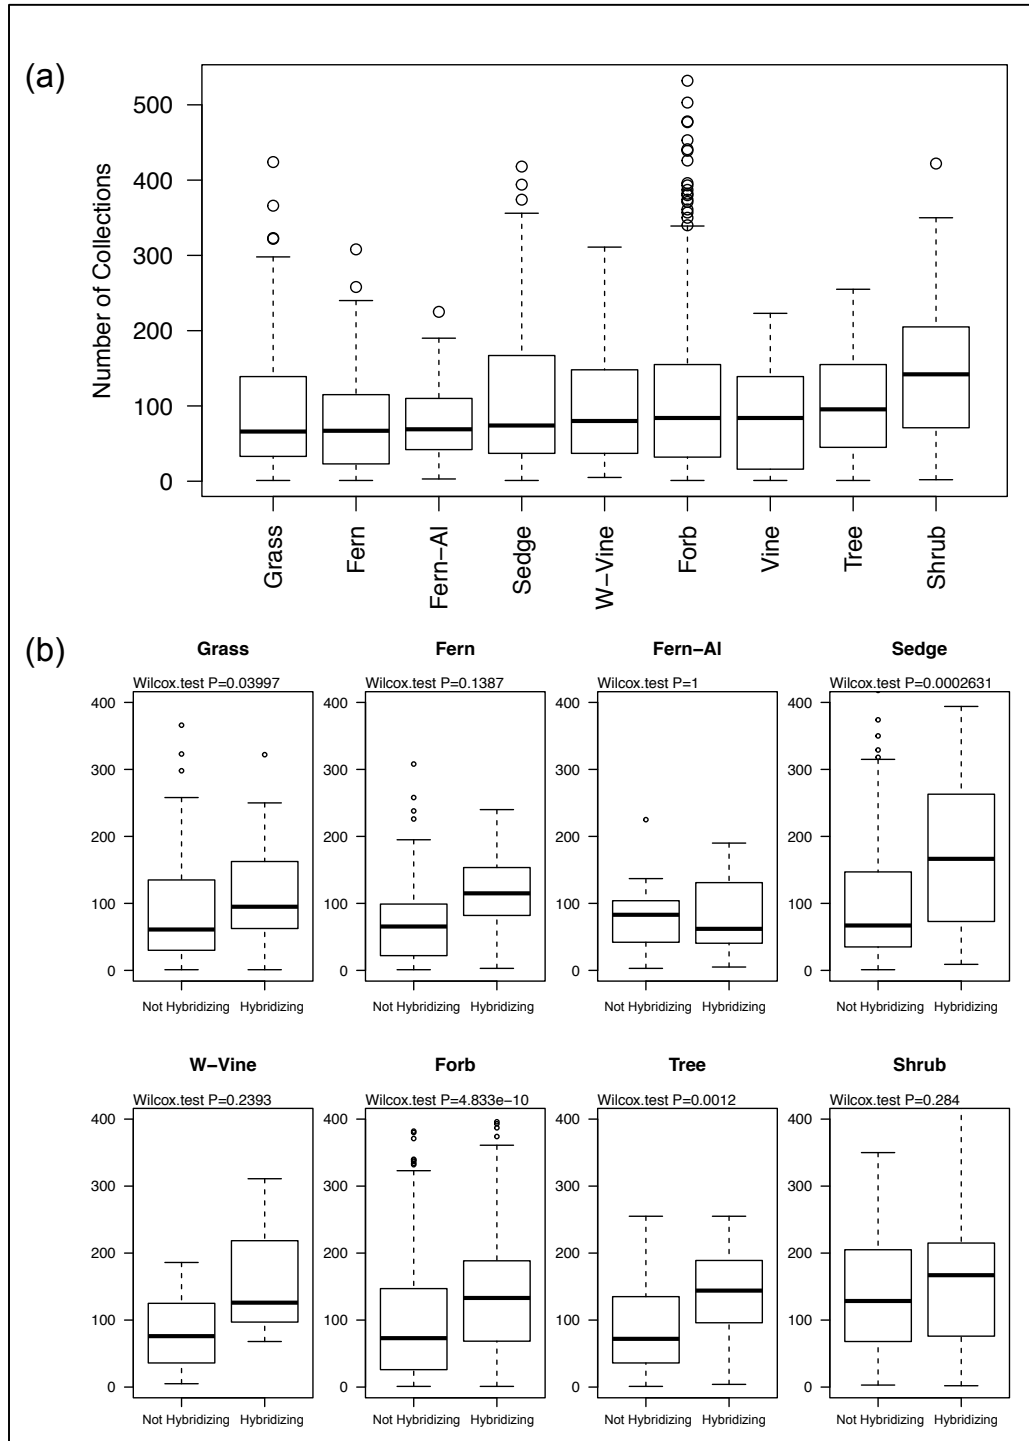 (a)
Number of Collections
500
400
300
200
100
0
Grass
Fern
Fern−Al
Sedge
W−Vine
Forb
Vine
Tree
Shrub
(b)
Grass
Wilcox.test P=0.03997
400
300
200
100
0
Not Hybridizing Hybridizing
Fern
Wilcox.test P=0.1387
400
300
200
100
0
Not Hybridizing Hybridizing
Fern−Al
Wilcox.test P=1
400
300
200
100
0
Not Hybridizing Hybridizing
Sedge
Wilcox.test P=0.0002631
400
300
200
100
0
Not Hybridizing Hybridizing
W−Vine
Wilcox.test P=0.2393
400
300
200
100
0
Not Hybridizing Hybridizing
Forb
Wilcox.test P=4.833e−10
400
300
200
100
0
Not Hybridizing Hybridizing
Tree
Wilcox.test P=0.0012
400
300
200
100
0
Not Hybridizing Hybridizing
Shrub
Wilcox.test P=0.284
400
300
200
100
0
Not Hybridizing Hybridizing